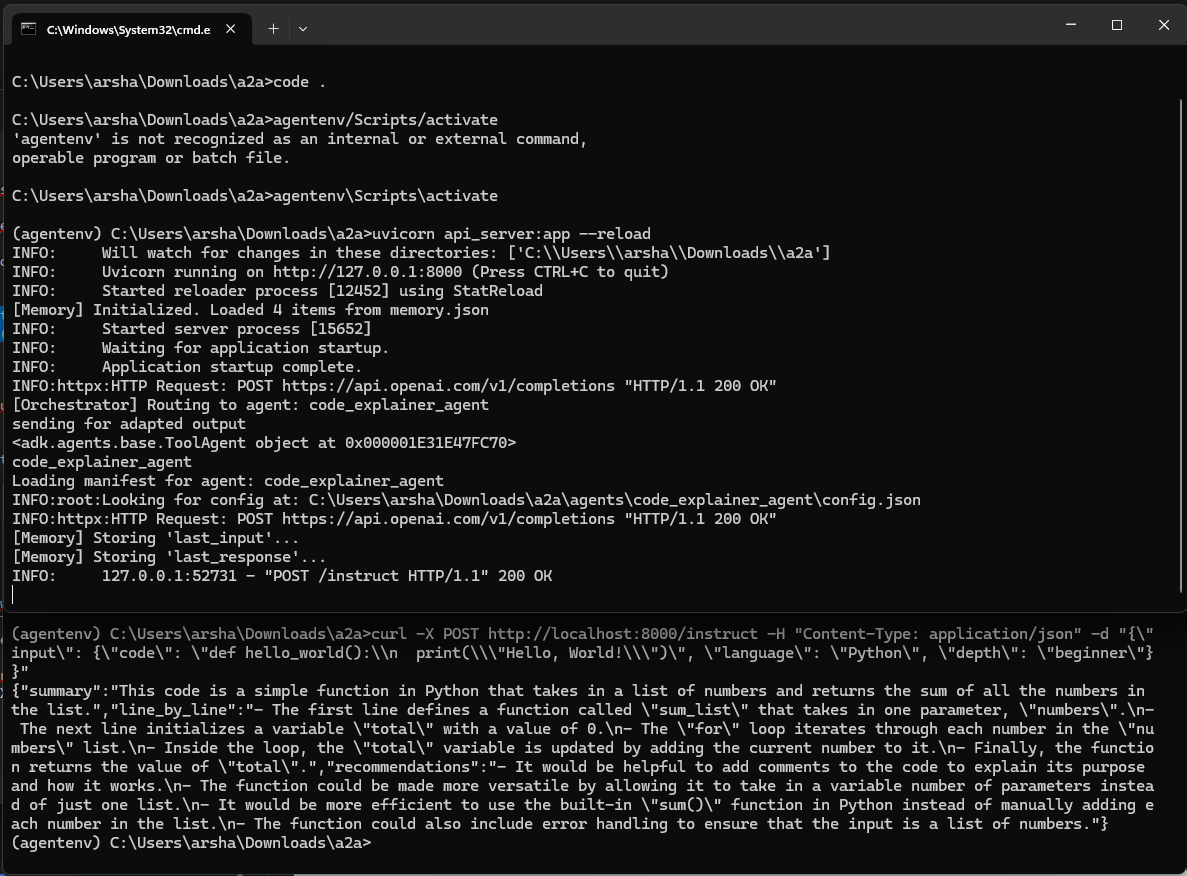 C:\Windows\System32\cmd.e
C:\Users\arsha\Downloads\a2a>code .
C:\Users\arsha\Downloads\a2a>agentenv/Scripts/activate
'agentenv' is not recognized as an internal or external command,
operable program or batch file.
C:\Users\arsha\Downloads\a2a>agentenv\Scripts\activate
(agentenv) C:\Users\arsha\Downloads\a2a>uvicorn api_server:app --reload
INFO:     Will watch for changes in these directories: ['C:\\Users\\arsha\\Downloads\\a2a']
INFO:     Uvicorn running on http://127.0.0.1:8000 (Press CTRL+C to quit)
INFO:     Started reloader process [12452] using StatReload
[Memory] Initialized. Loaded 4 items from memory.json
INFO:     Started server process [15652]
INFO:     Waiting for application startup.
INFO:     Application startup complete.
INFO:httpx:HTTP Request: POST https://api.openai.com/v1/completions "HTTP/1.1 200 OK"
[Orchestrator] Routing to agent: code_explainer_agent
sending for adapted output
<adk.agents.base.ToolAgent object at 0x000001E31E47FC70>
code_explainer_agent
Loading manifest for agent: code_explainer_agent
INFO:root:Looking for config at: C:\Users\arsha\Downloads\a2a\agents\code_explainer_agent\config.json
INFO:httpx:HTTP Request: POST https://api.openai.com/v1/completions "HTTP/1.1 200 OK"
[Memory] Storing 'last_input'...
[Memory] Storing 'last_response'...
INFO:     127.0.0.1:52731 - "POST /instruct HTTP/1.1" 200 OK
(agentenv) C:\Users\arsha\Downloads\a2a>curl -X POST http://localhost:8000/instruct -H "Content-Type: application/json" -d "{\"
input\": {\"code\": \"def hello_world():\\n  print(\\\"Hello, World!\\\")\", \"language\": \"Python\", \"depth\": \"beginner\"}
}"
{"summary":"This code is a simple function in Python that takes in a list of numbers and returns the sum of all the numbers in
the list.","line_by_line":"- The first line defines a function called \"sum_list\" that takes in one parameter, \"numbers\".\n-
 The next line initializes a variable \"total\" with a value of 0.\n- The \"for\" loop iterates through each number in the \"nu
mbers\" list.\n- Inside the loop, the \"total\" variable is updated by adding the current number to it.\n- Finally, the functio
n returns the value of \"total\".","recommendations":"- It would be helpful to add comments to the code to explain its purpose
and how it works.\n- The function could be made more versatile by allowing it to take in a variable number of parameters instea
d of just one list.\n- It would be more efficient to use the built-in \"sum()\" function in Python instead of manually adding e
ach number in the list.\n- The function could also include error handling to ensure that the input is a list of numbers."}
(agentenv) C:\Users\arsha\Downloads\a2a>